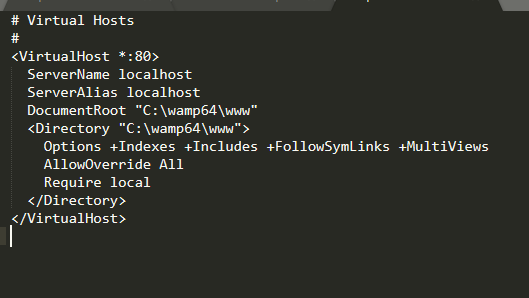 # Virtual Hosts
#
<VirtualHost *:80>
  ServerName localhost
  ServerAlias localhost
  DocumentRoot "C:\wamp64\www"
  <Directory "C:\wamp64\www">
    Options +Indexes +Includes +FollowSymLinks +MultiViews
    AllowOverride All
    Require local
  </Directory>
</VirtualHost>